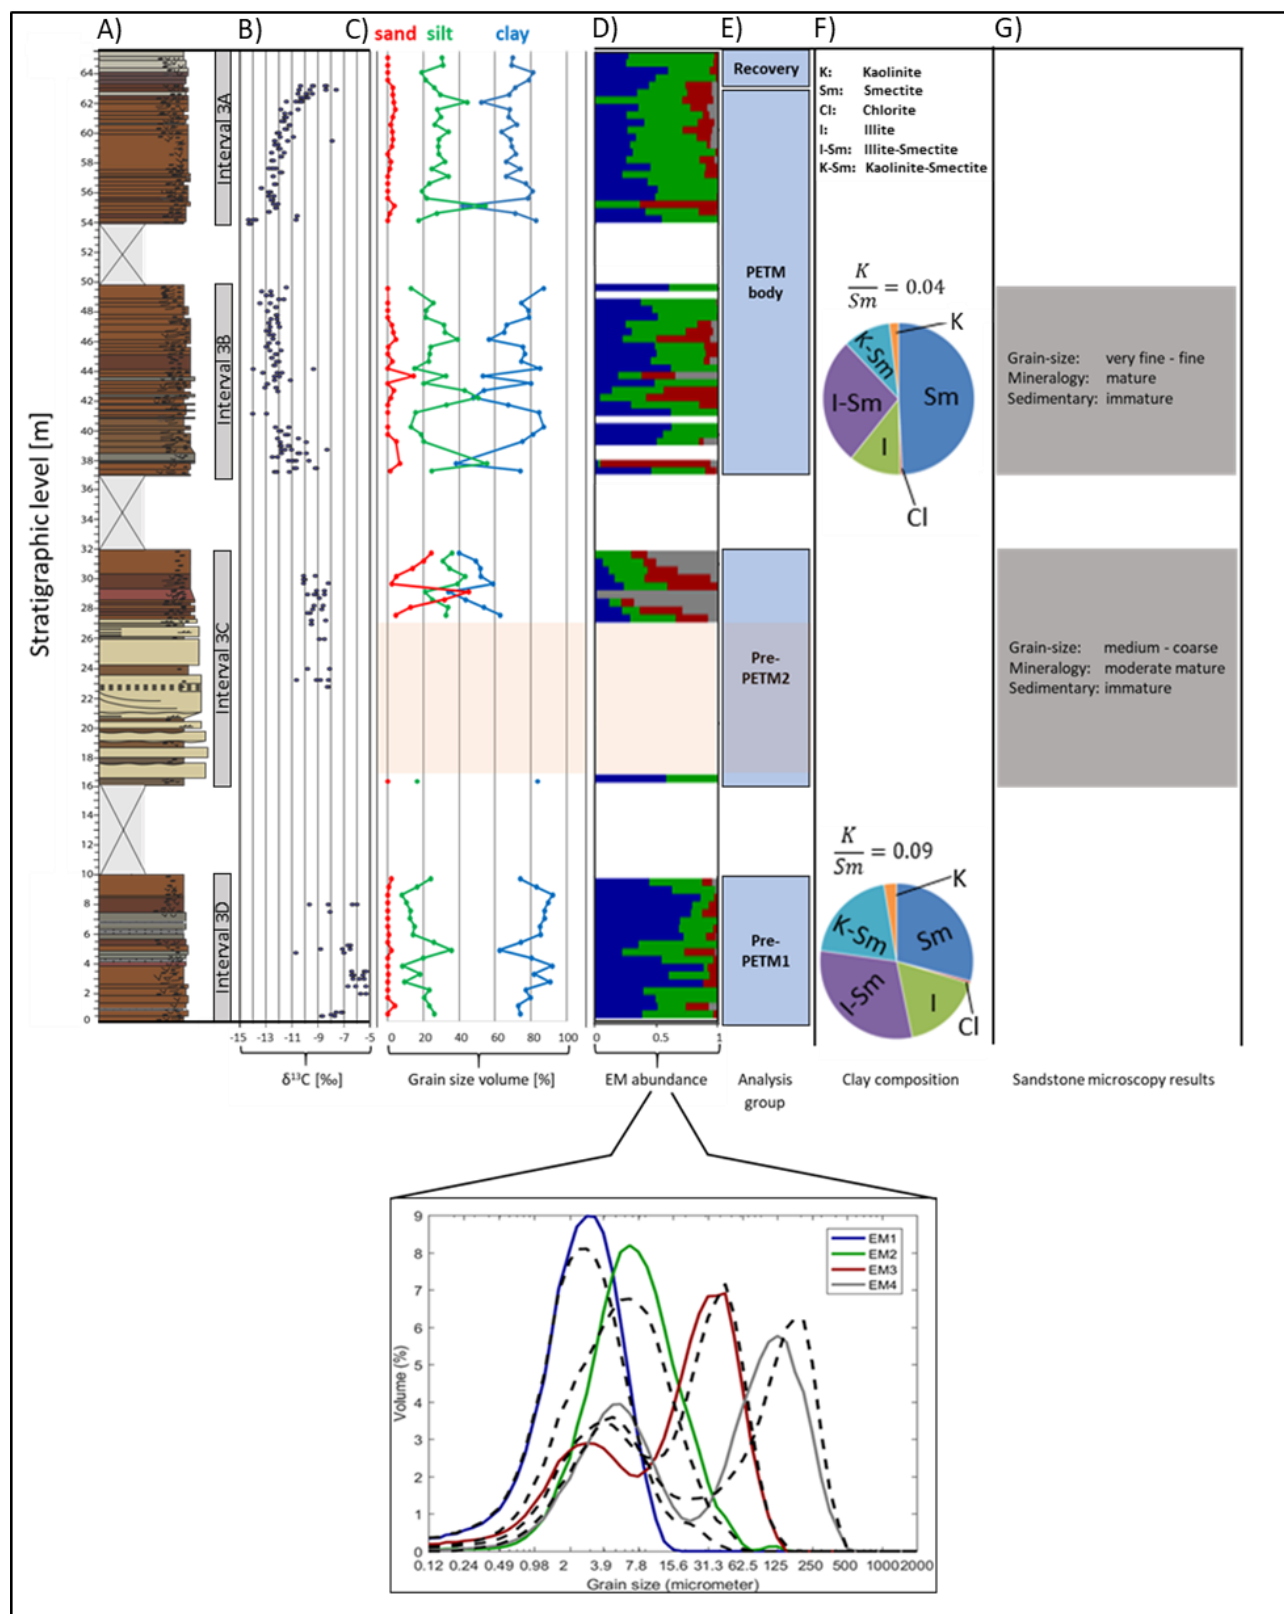 A)
B)
C)
D)
E)
F)
G)
sand
silt
clay
Stratigraphic level [m]
64
62
60
58
56
54
52
50
48
46
44
42
40
38
36
34
32
30
28
26
24
22
20
18
16
14
12
10
8
6
4
2
0
Interval 3A
Interval 3B
Interval 3C
Interval 3D
Recovery
PETM
body
Pre-
PETM2
Pre-
PETM1
K: Kaolinite
Sm: Smectite
Cl: Chlorite
I: Illite
I-Sm: Illite-Smectite
K-Sm: Kaolinite-Smectite
K/Sm = 0.04
K
K-Sm
Sm
I-Sm
I
Cl
Grain-size: very fine - fine
Mineralogy: mature
Sedimentary: immature
Grain-size: medium - coarse
Mineralogy: moderate mature
Sedimentary: immature
K/Sm = 0.09
K
K-Sm
Sm
I-Sm
I
Cl
-15 -13 -11 -9 -7 -5
0 20 40 60 80 100
0 0.5 1
δ¹³C [‰]
Grain size volume [%]
EM abundance
Analysis
group
Clay composition
Sandstone microscopy results
9
8
7
6
5
4
3
2
1
0
Volume (%)
EM1
EM2
EM3
EM4
0.12 0.24 0.49 0.98 2 3.9 7.8 15.6 31.3 62.5 125 250 500 1000 2000
Grain size (micrometer)